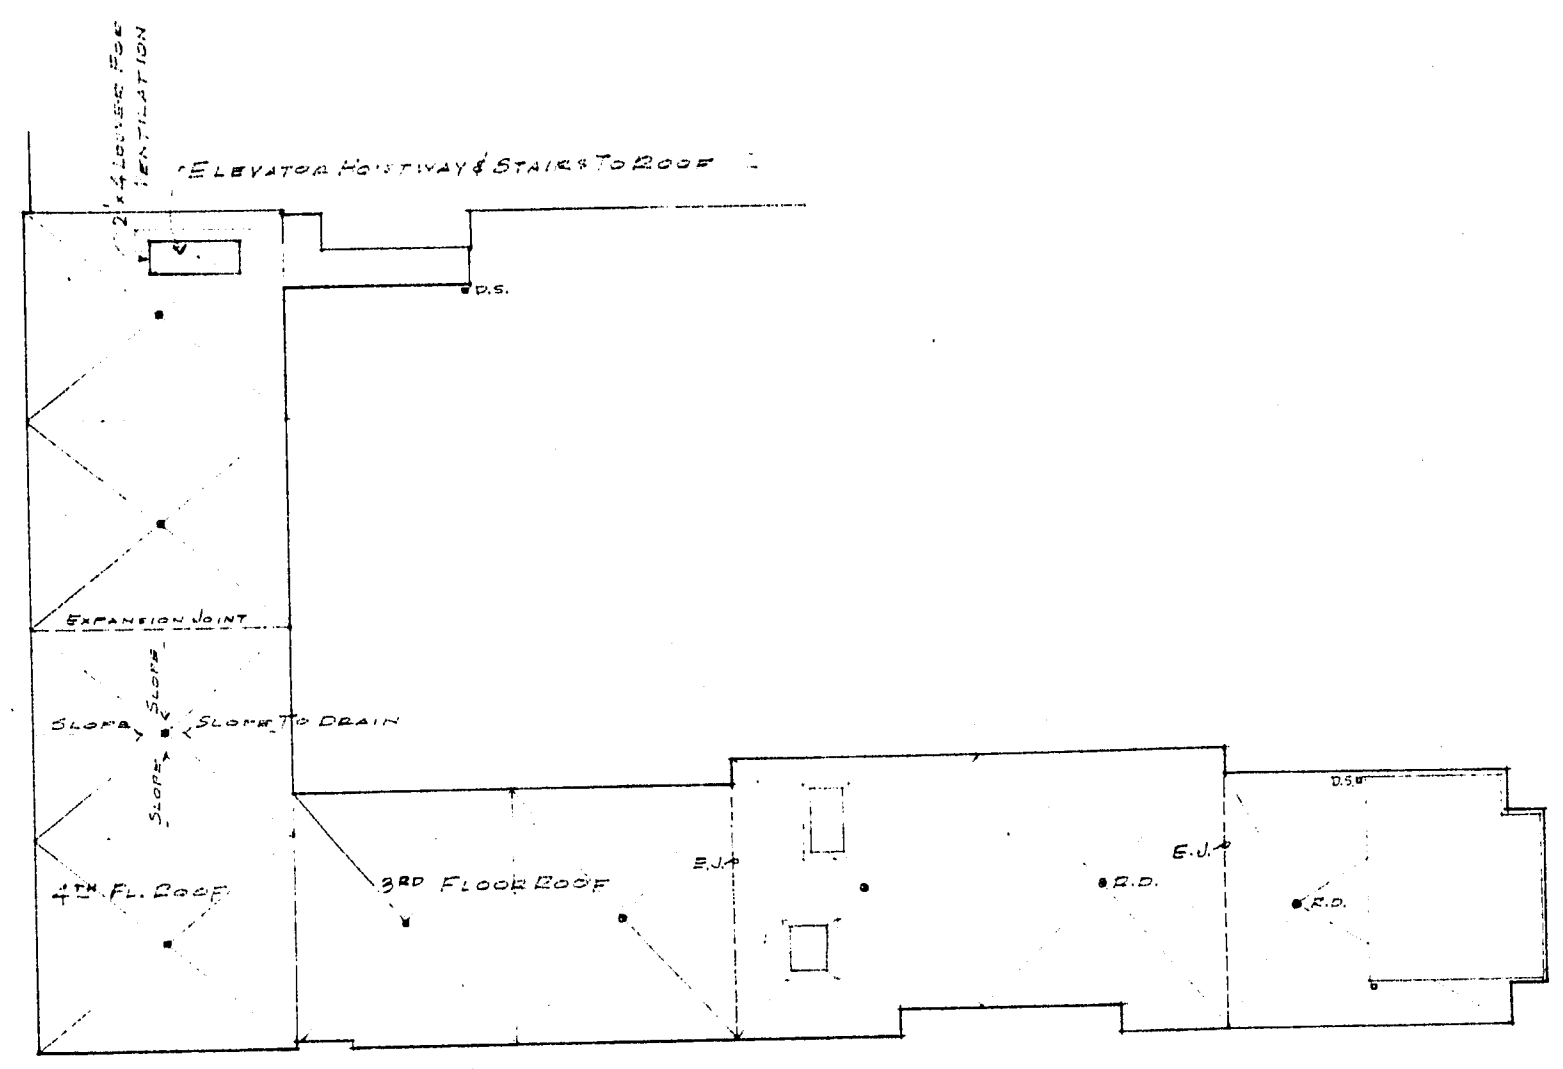 2' x 4' LOUVER FOR
VENTILATION
ELEVATOR HOISTWAY & STAIRS TO ROOF
D.S.
EXPANSION JOINT
SLOPE
SLOPE
SLOPE TO DRAIN
SLOPE
D.S.
E.J.
E.J.
4TH FL. ROOF
3RD FLOOR ROOF
R.D.
R.D.